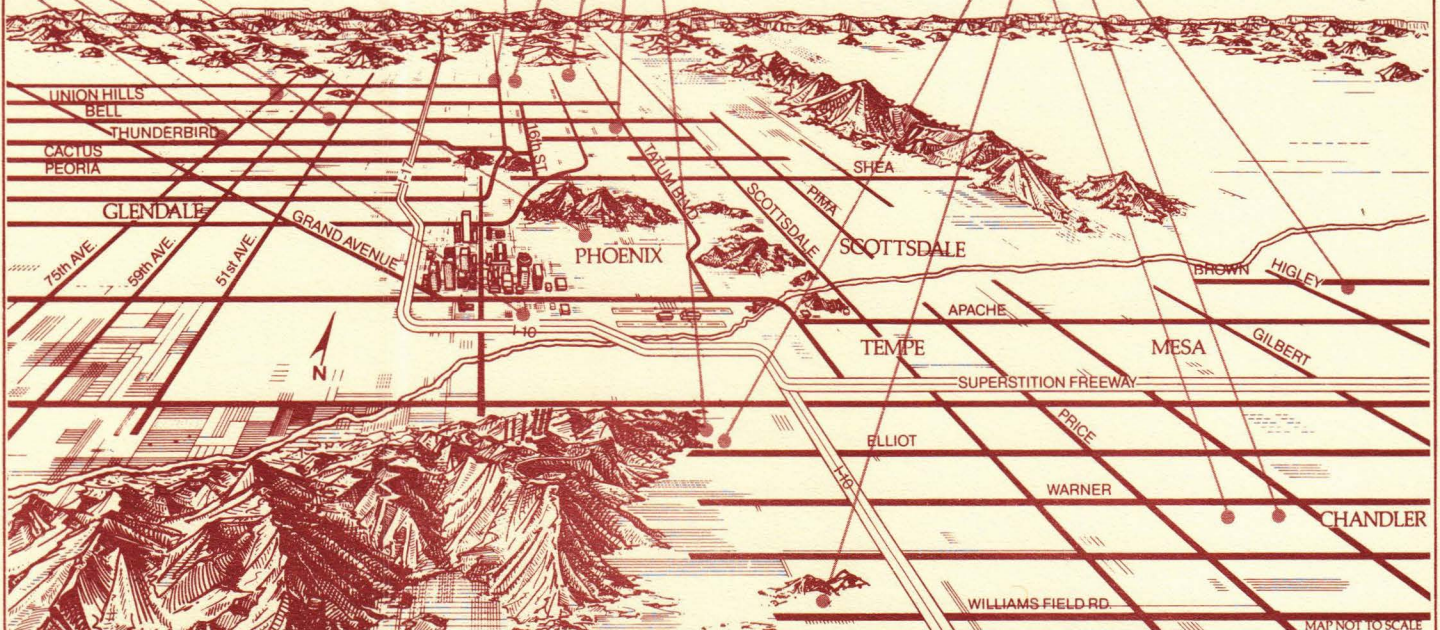 UNION HILLS
BELL
THUNDERBIRD
CACTUS
PEORIA
GLENDALE
75th AVE.
59th AVE.
51st AVE.
GRAND AVENUE
I-17
16th ST.
TATUM BLVD.
SCOTTSDALE
PIMA
SHEA
PHOENIX
SCOTTSDALE
BROWN
HIGLEY
N
I-10
APACHE
TEMPE
MESA
GILBERT
SUPERSTITION FREEWAY
PRICE
ELLIOT
I-10
WARNER
CHANDLER
WILLIAMS FIELD RD.
MAP NOT TO SCALE